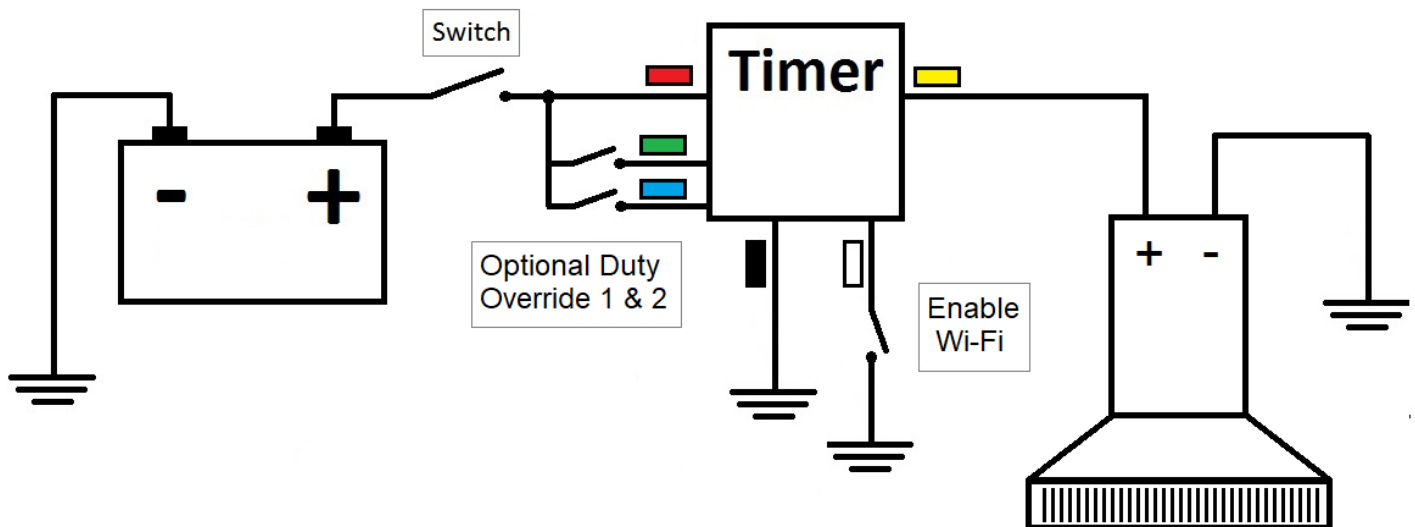 Switch
Timer
- +
Optional Duty
Override 1 & 2
Enable
Wi-Fi
+ -